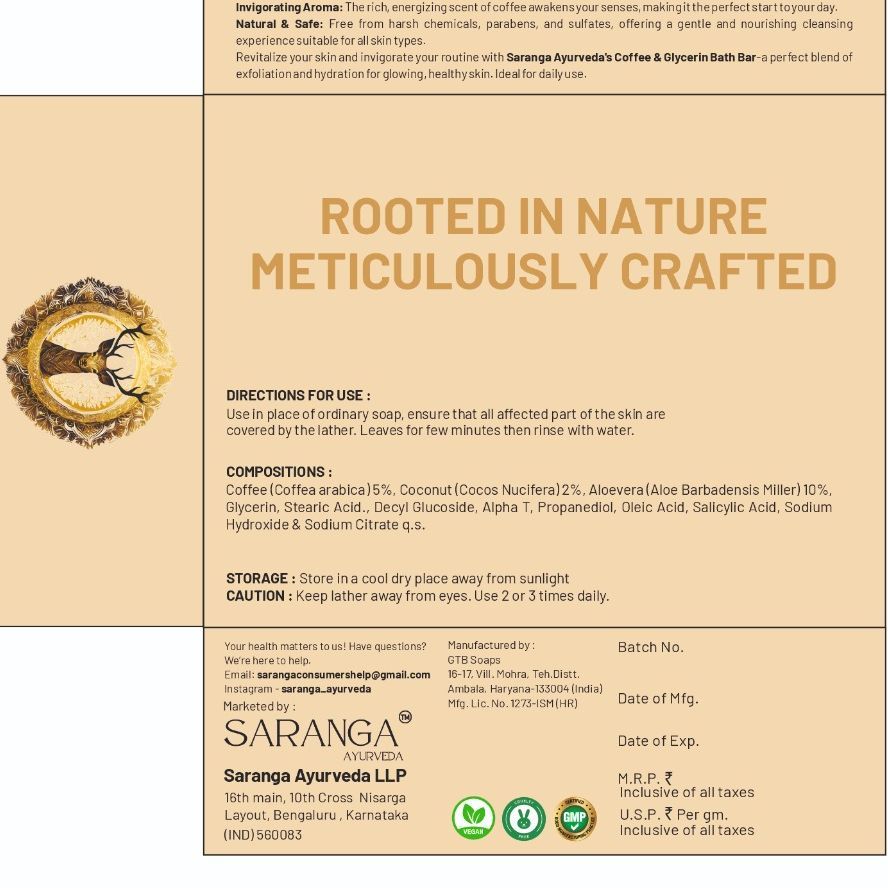 Invigorating Aroma: The rich, energizing scent of coffee awakens your senses, making it the perfect start to your day.
Natural & Safe: Free from harsh chemicals, parabens, and sulfates, offering a gentle and nourishing cleansing
experience suitable for all skin types.
Revitalize your skin and invigorate your routine with Saranga Ayurveda's Coffee & Glycerin Bath Bar-a perfect blend of
exfoliation and hydration for glowing, healthy skin. Ideal for daily use.
ROOTED IN NATURE
METICULOUSLY CRAFTED
DIRECTIONS FOR USE :
Use in place of ordinary soap, ensure that all affected part of the skin are
covered by the lather. Leaves for few minutes then rinse with water.
COMPOSITIONS :
Coffee (Coffea arabica) 5%, Coconut (Cocos Nucifera) 2%, Aloevera (Aloe Barbadensis Miller) 10%,
Glycerin, Stearic Acid., Decyl Glucoside, Alpha T, Propanediol, Oleic Acid, Salicylic Acid, Sodium
Hydroxide & Sodium Citrate q.s.
STORAGE : Store in a cool dry place away from sunlight
CAUTION : Keep lather away from eyes. Use 2 or 3 times daily.
Your health matters to us! Have questions?
We're here to help.
Email: sarangaconsumershelp@gmail.com
Instagram - saranga_ayurveda
Marketed by :
SARANGA TM
AYURVEDA
Saranga Ayurveda LLP
16th main, 10th Cross Nisarga
Layout, Bengaluru , Karnataka
(IND) 560083
Manufactured by :
GTB Soaps
16-17, Vill. Mohra, Teh.Distt.
Ambala, Haryana-133004 (India)
Mfg. Lic. No. 1273-ISM (HR)
VEGAN
CRUELTY
FREE
CERTIFIED
GMP
Batch No.
Date of Mfg.
Date of Exp.
M.R.P. ₹
Inclusive of all taxes
U.S.P. ₹ Per gm.
Inclusive of all taxes